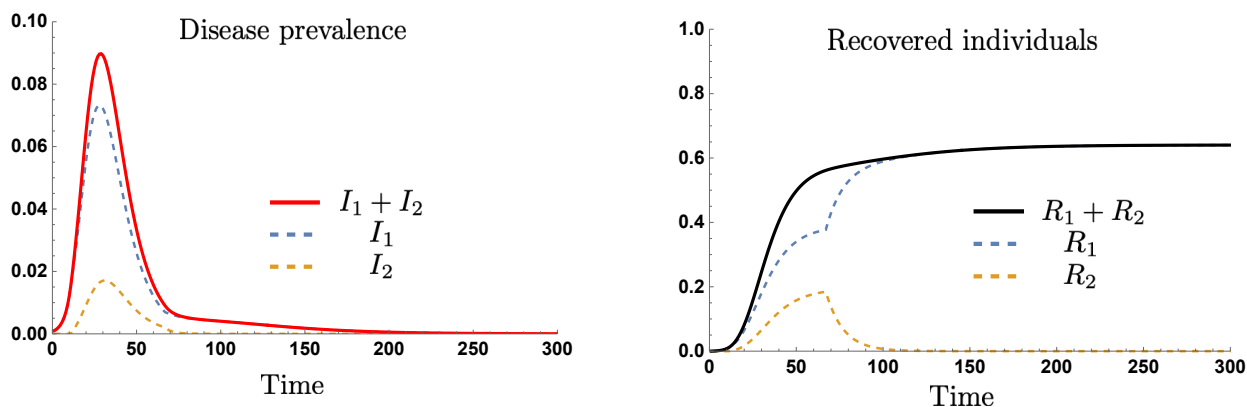 Disease prevalence
0.10
0.08
0.06
0.04
0.02
0.00
I₁ + I₂
I₁
I₂
0 50 100 150 200 250 300
Time
Recovered individuals
1.0
0.8
0.6
0.4
0.2
0.0
R₁ + R₂
R₁
R₂
0 50 100 150 200 250 300
Time